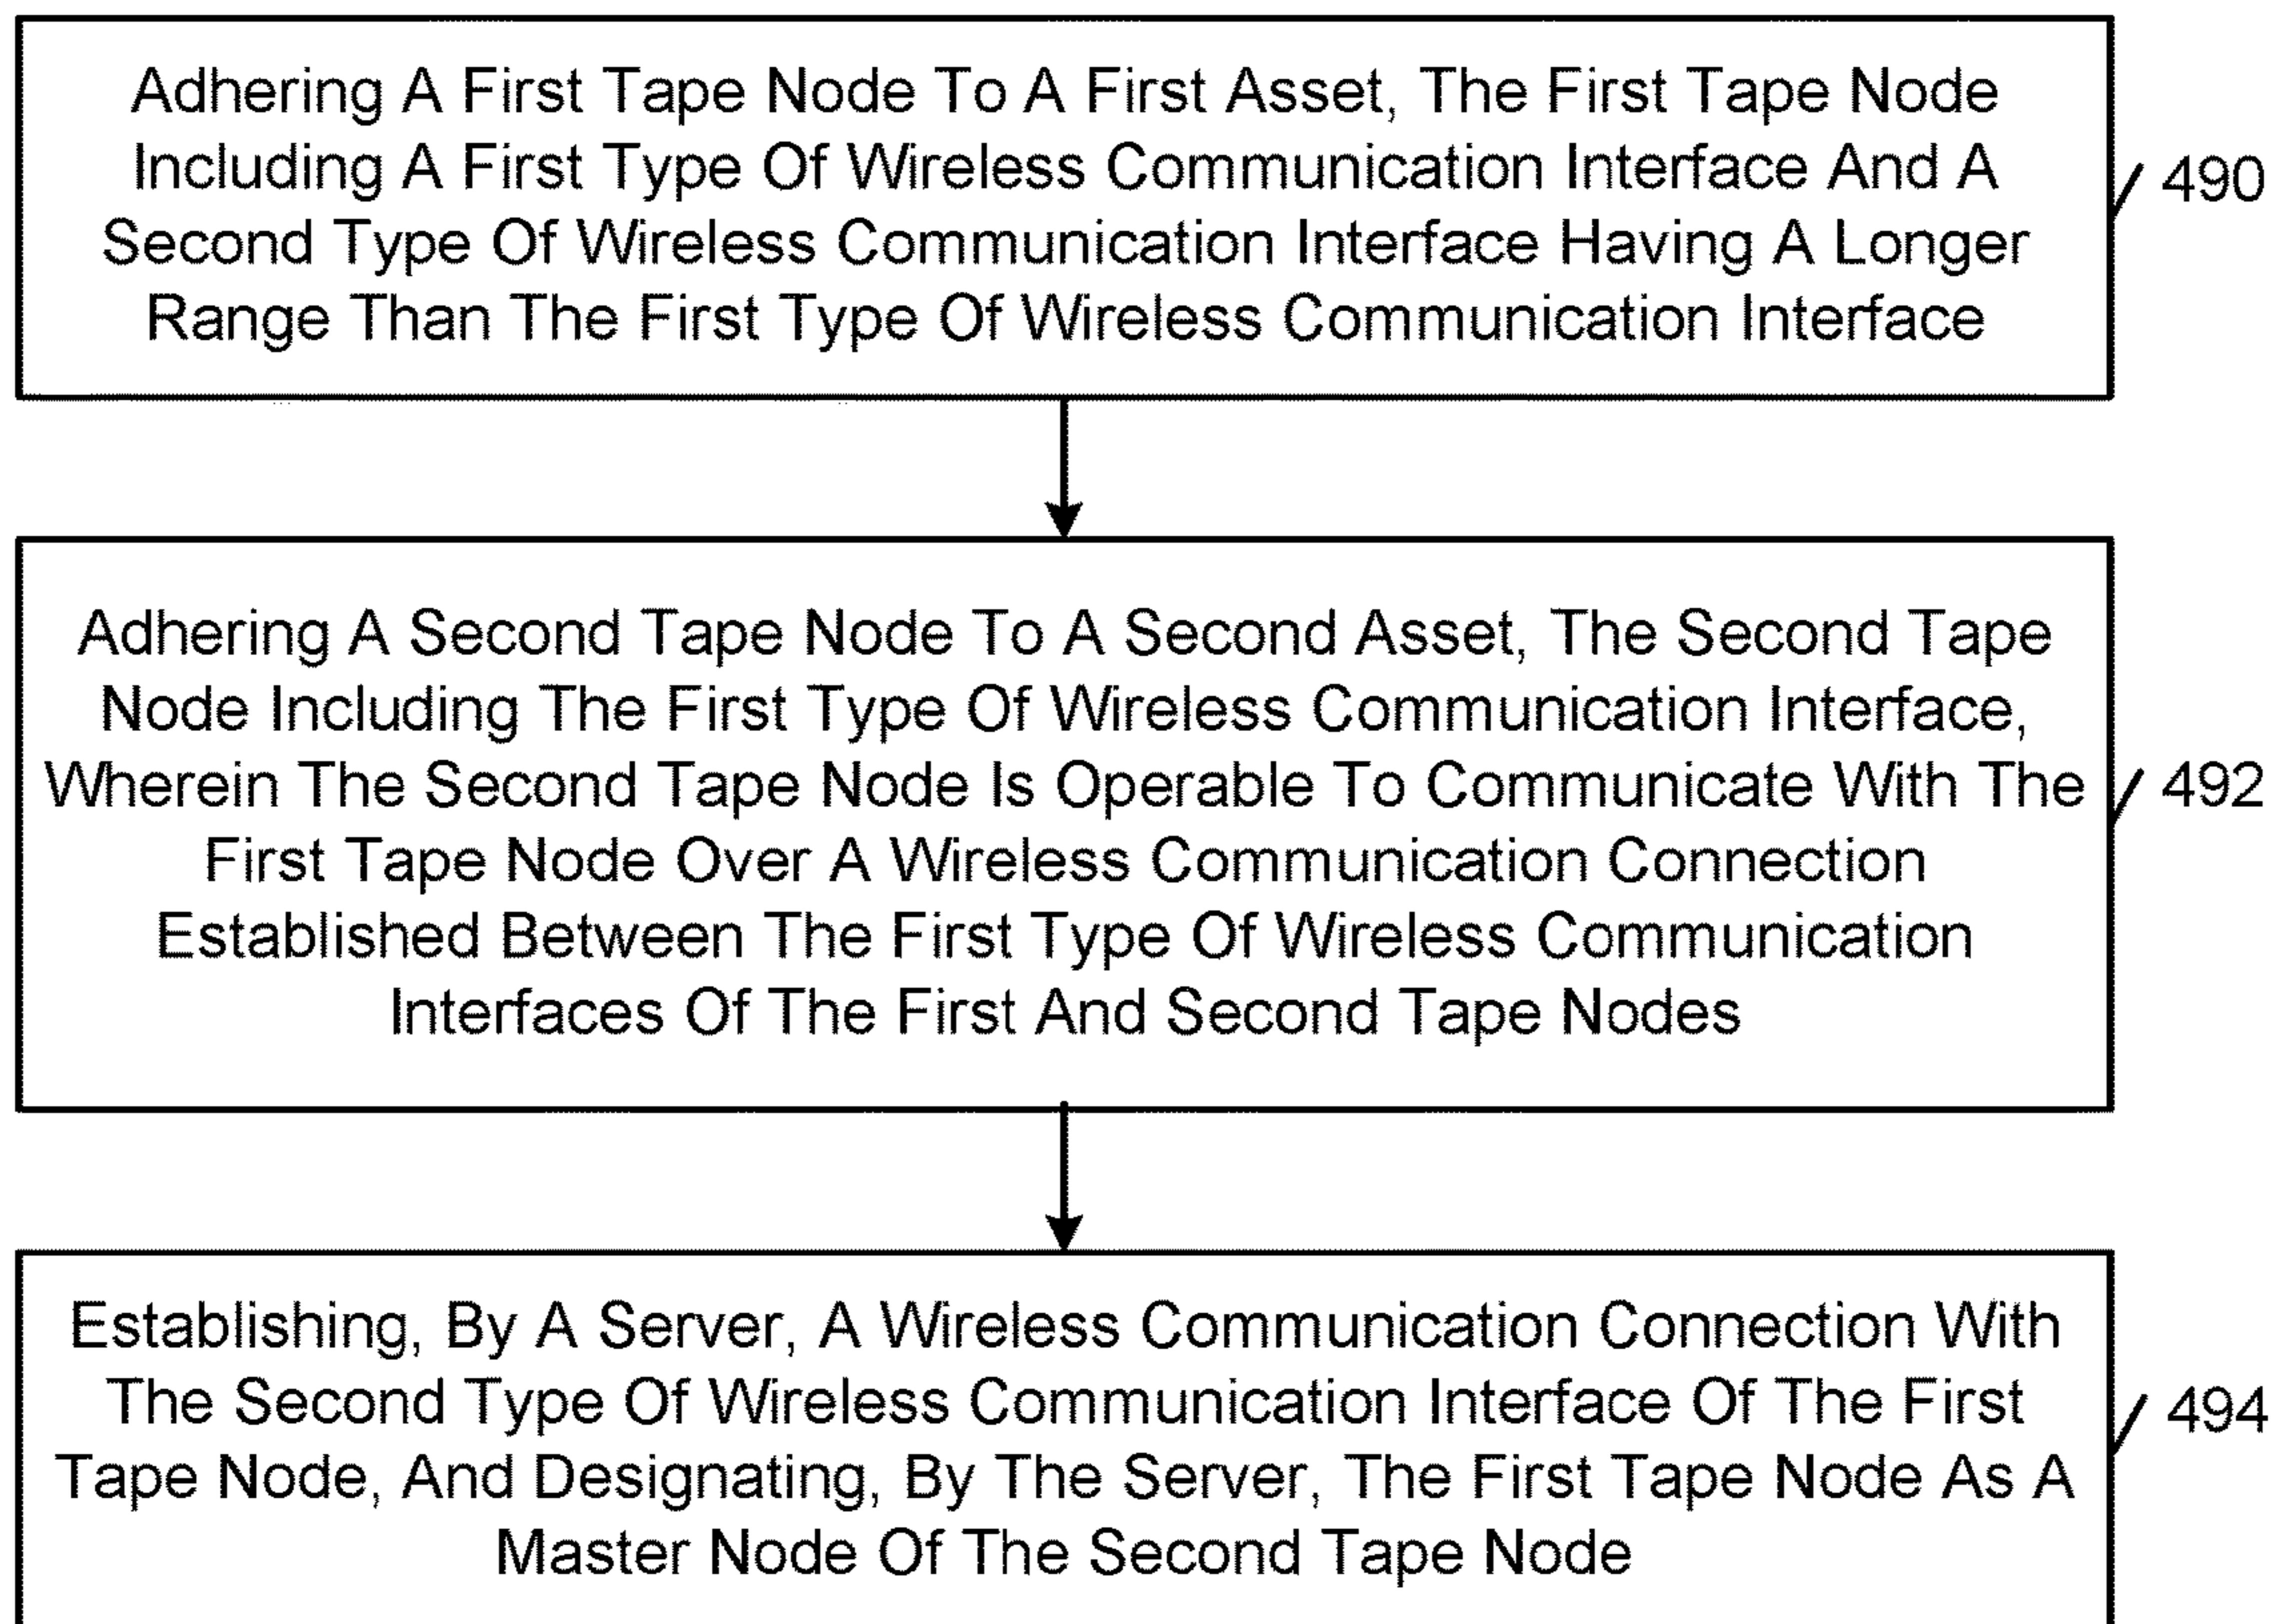 Adhering A First Tape Node To A First Asset, The First Tape Node
Including A First Type Of Wireless Communication Interface And A
Second Type Of Wireless Communication Interface Having A Longer
Range Than The First Type Of Wireless Communication Interface
490
Adhering A Second Tape Node To A Second Asset, The Second Tape
Node Including The First Type Of Wireless Communication Interface,
Wherein The Second Tape Node Is Operable To Communicate With The
First Tape Node Over A Wireless Communication Connection
Established Between The First Type Of Wireless Communication
Interfaces Of The First And Second Tape Nodes
492
Establishing, By A Server, A Wireless Communication Connection With
The Second Type Of Wireless Communication Interface Of The First
Tape Node, And Designating, By The Server, The First Tape Node As A
Master Node Of The Second Tape Node
494